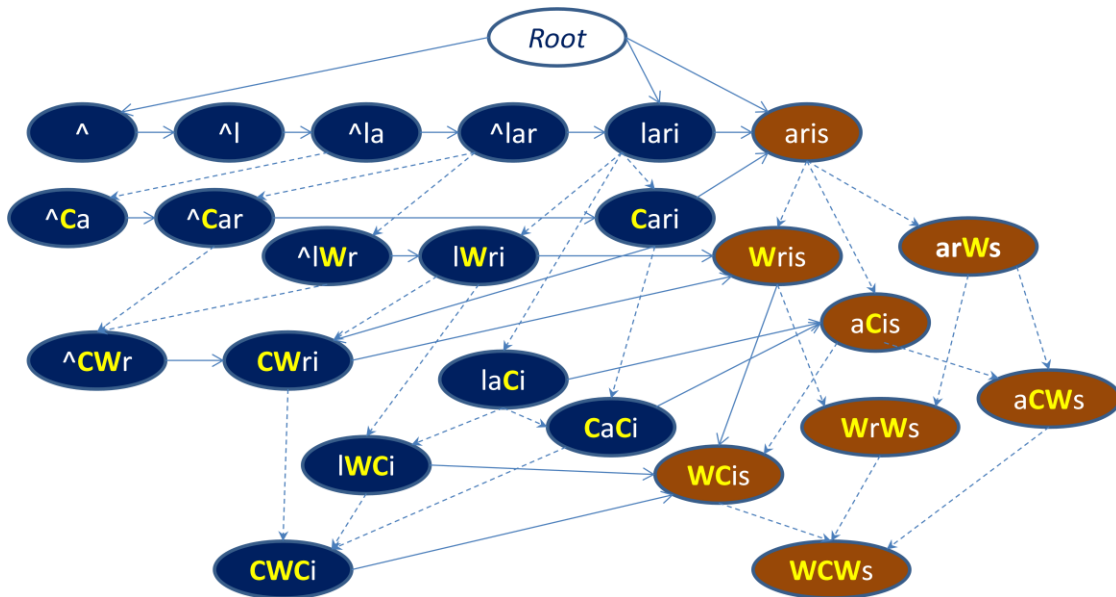 Root
^ ^l ^la ^lar lari aris
^Ca ^Car Cari
^lWr lWri Wris arWs
aCis
^CWr CWri
laCi aCWs
CaCi WrWs
lWCi WCis
CWCi WCWs